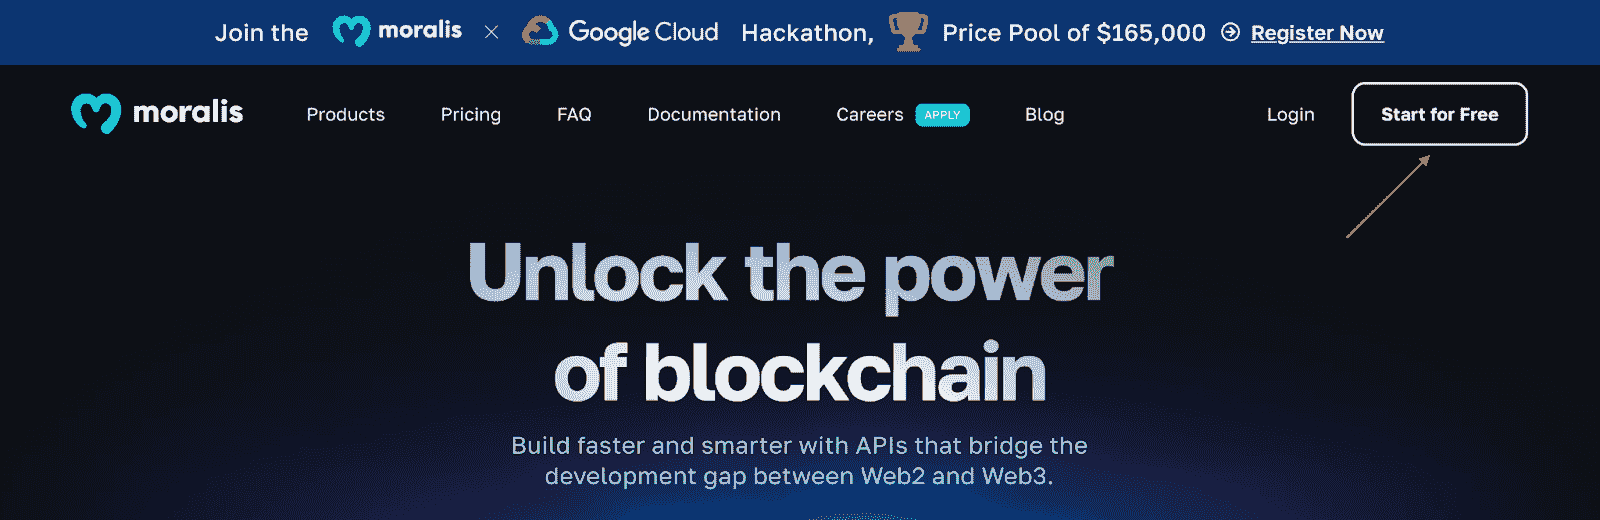 Join the moralis × Google Cloud Hackathon, Price Pool of $165,000 Register Now
moralis Products Pricing FAQ Documentation Careers APPLY Blog Login Start for Free
Unlock the power
of blockchain
Build faster and smarter with APIs that bridge the
development gap between Web2 and Web3.